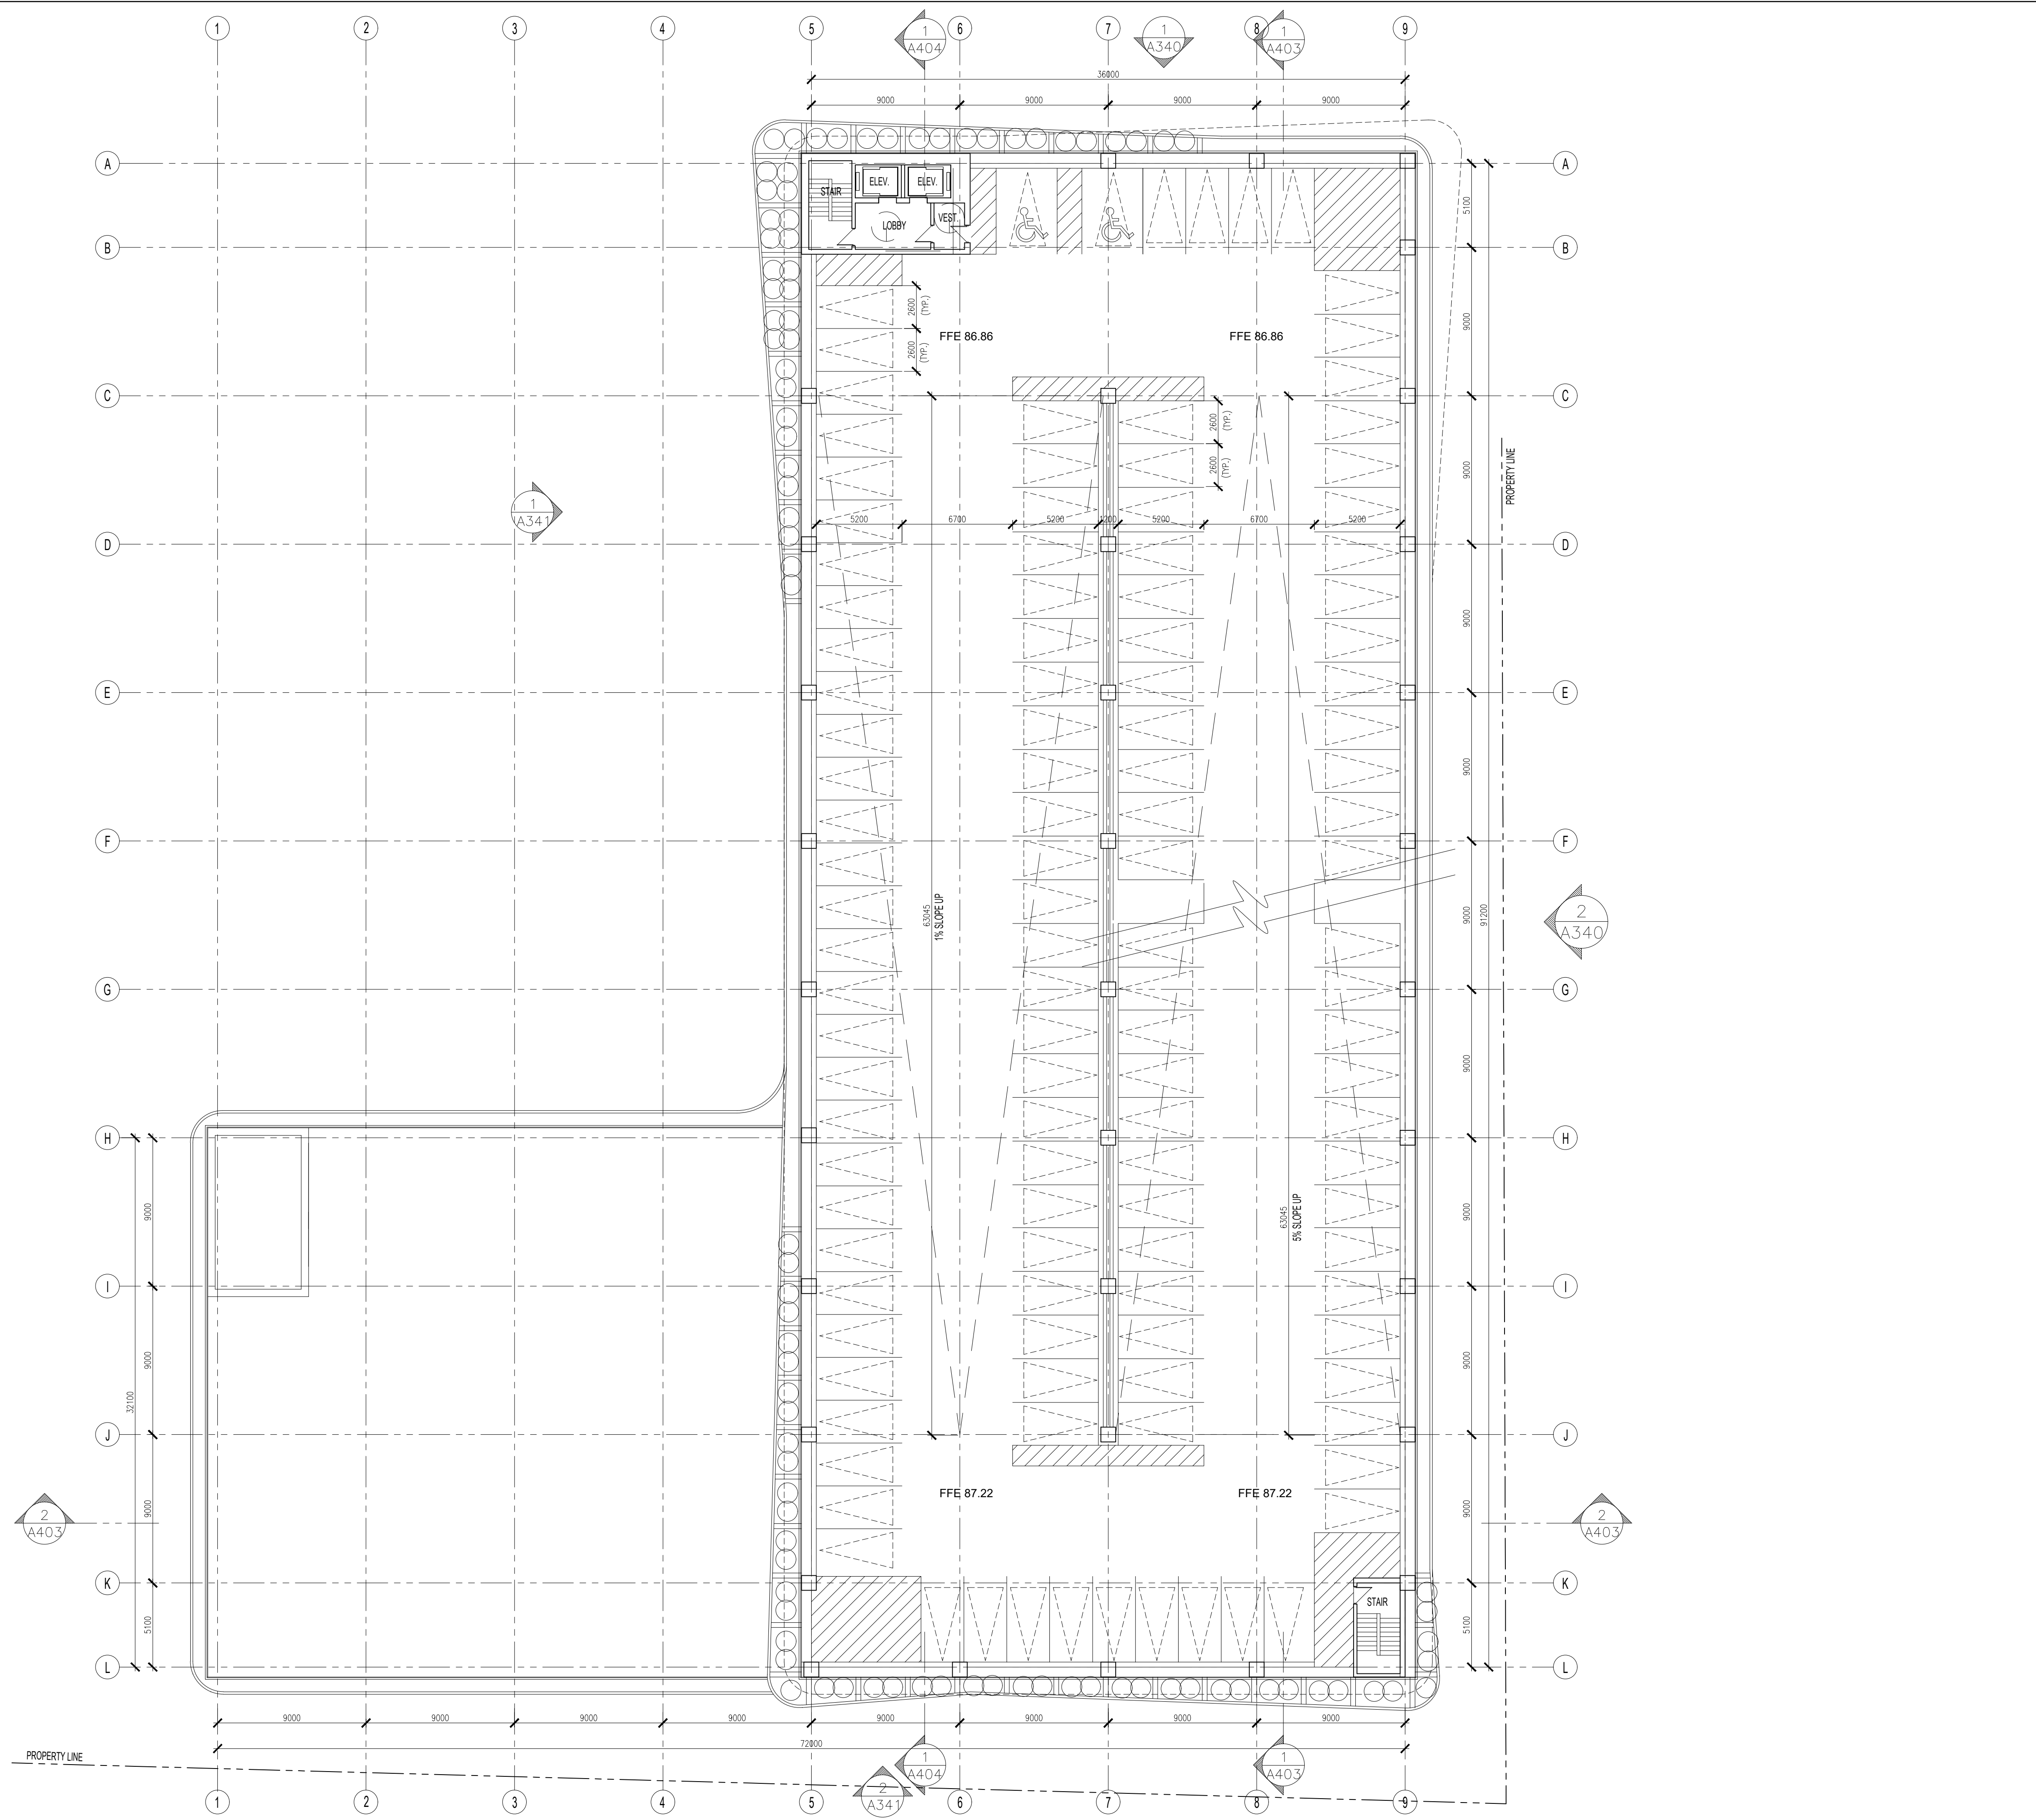 1 2 3 4 5 6 7 8 9
1
A404
1
A340
1
A403
36000
9000 9000 9000 9000
A A
ELEV. ELEV.
STAIR
VEST.
LOBBY
5100
B B
2600
(TYP.)
9000
FFE 86.86 FFE 86.86
2600
(TYP.)
C C
2600
(TYP.)
2600
(TYP.)
9000
PROPERTY LINE
1
A341
5200 6700 5200 1200 5200 6700 5200
D D
9000
E E
9000
F F
63045
1% SLOPE UP
9000
91200
2
A340
G G
9000
H H
9000
9000
63045
5% SLOPE UP
I I
9000
9000
32100
J J
FFE 87.22 FFE 87.22
9000
9000
2
A403
2
A403
K K
STAIR
5100
5100
L L
9000 9000 9000 9000 9000 9000 9000 9000
72000
PROPERTY LINE
1
A404
1
A403
2
A341
1 2 3 4 5 6 7 8 9